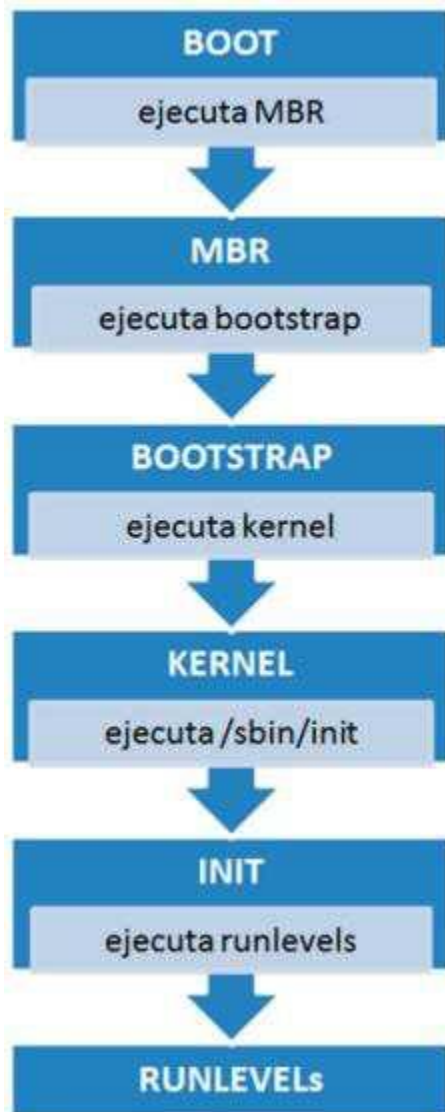 BOOT
ejecuta MBR
MBR
ejecuta bootstrap
BOOTSTRAP
ejecuta kernel
KERNEL
ejecuta /sbin/init
INIT
ejecuta runlevels
RUNLEVELs